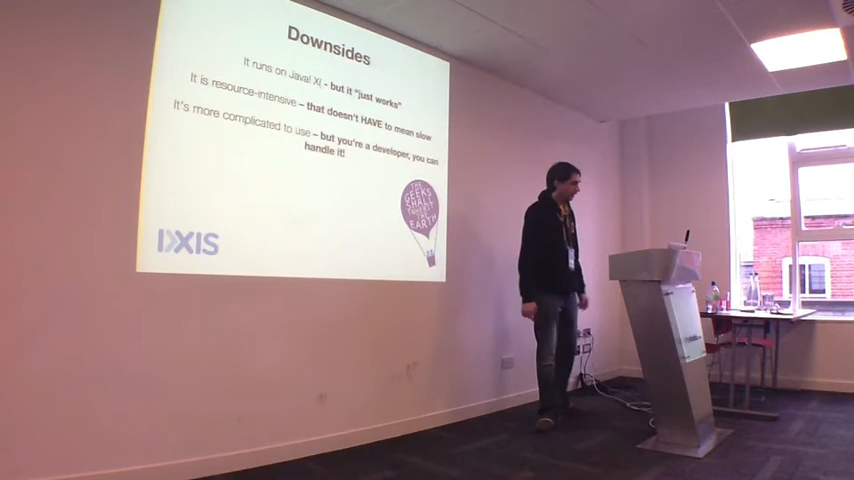 Downsides
It runs on Java! X( - but it "just works"
It is resource-intensive – that doesn't HAVE to mean slow
It's more complicated to use – but you're a developer, you can
handle it!
THE
GEEKS
SHALL
INHERIT
THE
EARTH
IXIS